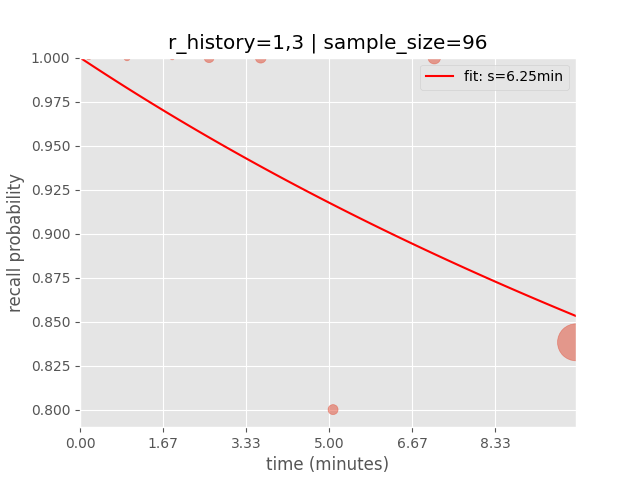 r_history=1,3 | sample_size=96
fit: s=6.25min
1.000
0.975
0.950
0.925
0.900
0.875
0.850
0.825
0.800
recall probability
0.00 1.67 3.33 5.00 6.67 8.33
time (minutes)